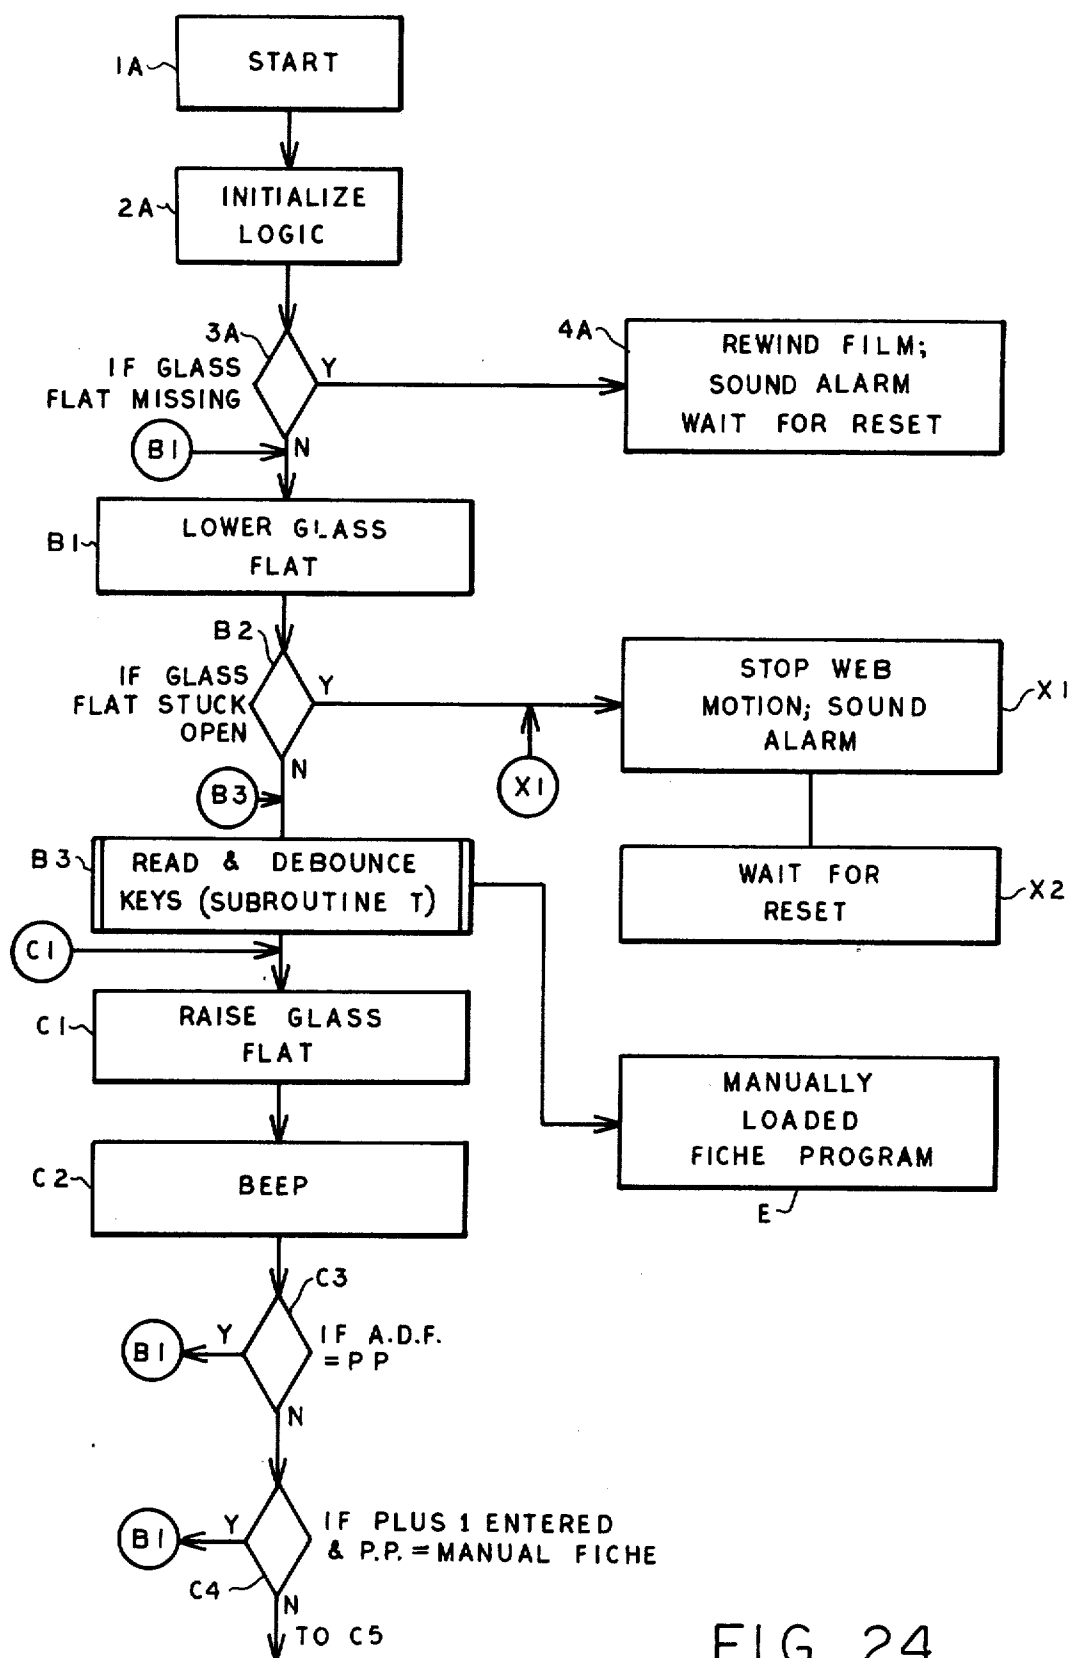 START
1A
INITIALIZE
LOGIC
2A
3A
IF GLASS
FLAT MISSING
Y
N
4A
REWIND FILM;
SOUND ALARM
WAIT FOR RESET
B1
LOWER GLASS
FLAT
B1
B2
IF GLASS
FLAT STUCK
OPEN
Y
N
X1
STOP WEB
MOTION; SOUND
ALARM
X1
B3
READ & DEBOUNCE
KEYS (SUBROUTINE T)
B3
WAIT FOR
RESET
X2
C1
RAISE GLASS
FLAT
C1
MANUALLY
LOADED
FICHE PROGRAM
E
BEEP
C2
C3
IF A.D.F.
= P P
Y
B1
N
IF PLUS 1 ENTERED
& P.P. = MANUAL FICHE
Y
B1
C4
N
TO C5
FIG 24